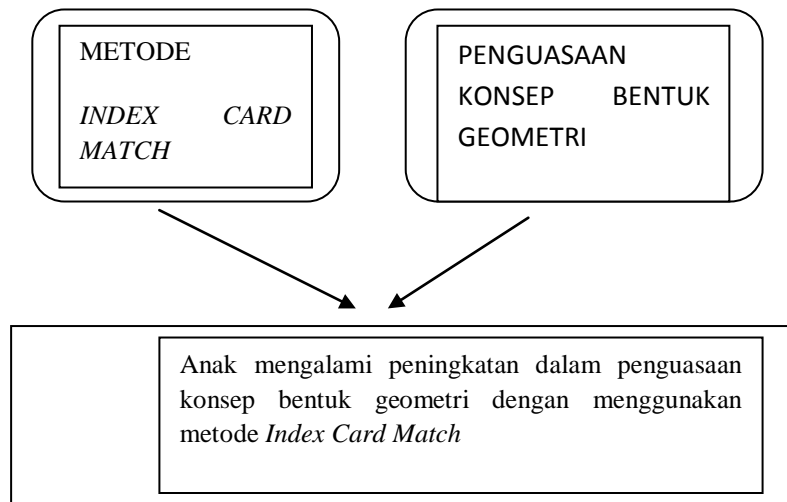 METODE
INDEX CARD
MATCH
PENGUASAAN
KONSEP BENTUK
GEOMETRI
Anak mengalami peningkatan dalam penguasaan
konsep bentuk geometri dengan menggunakan
metode Index Card Match